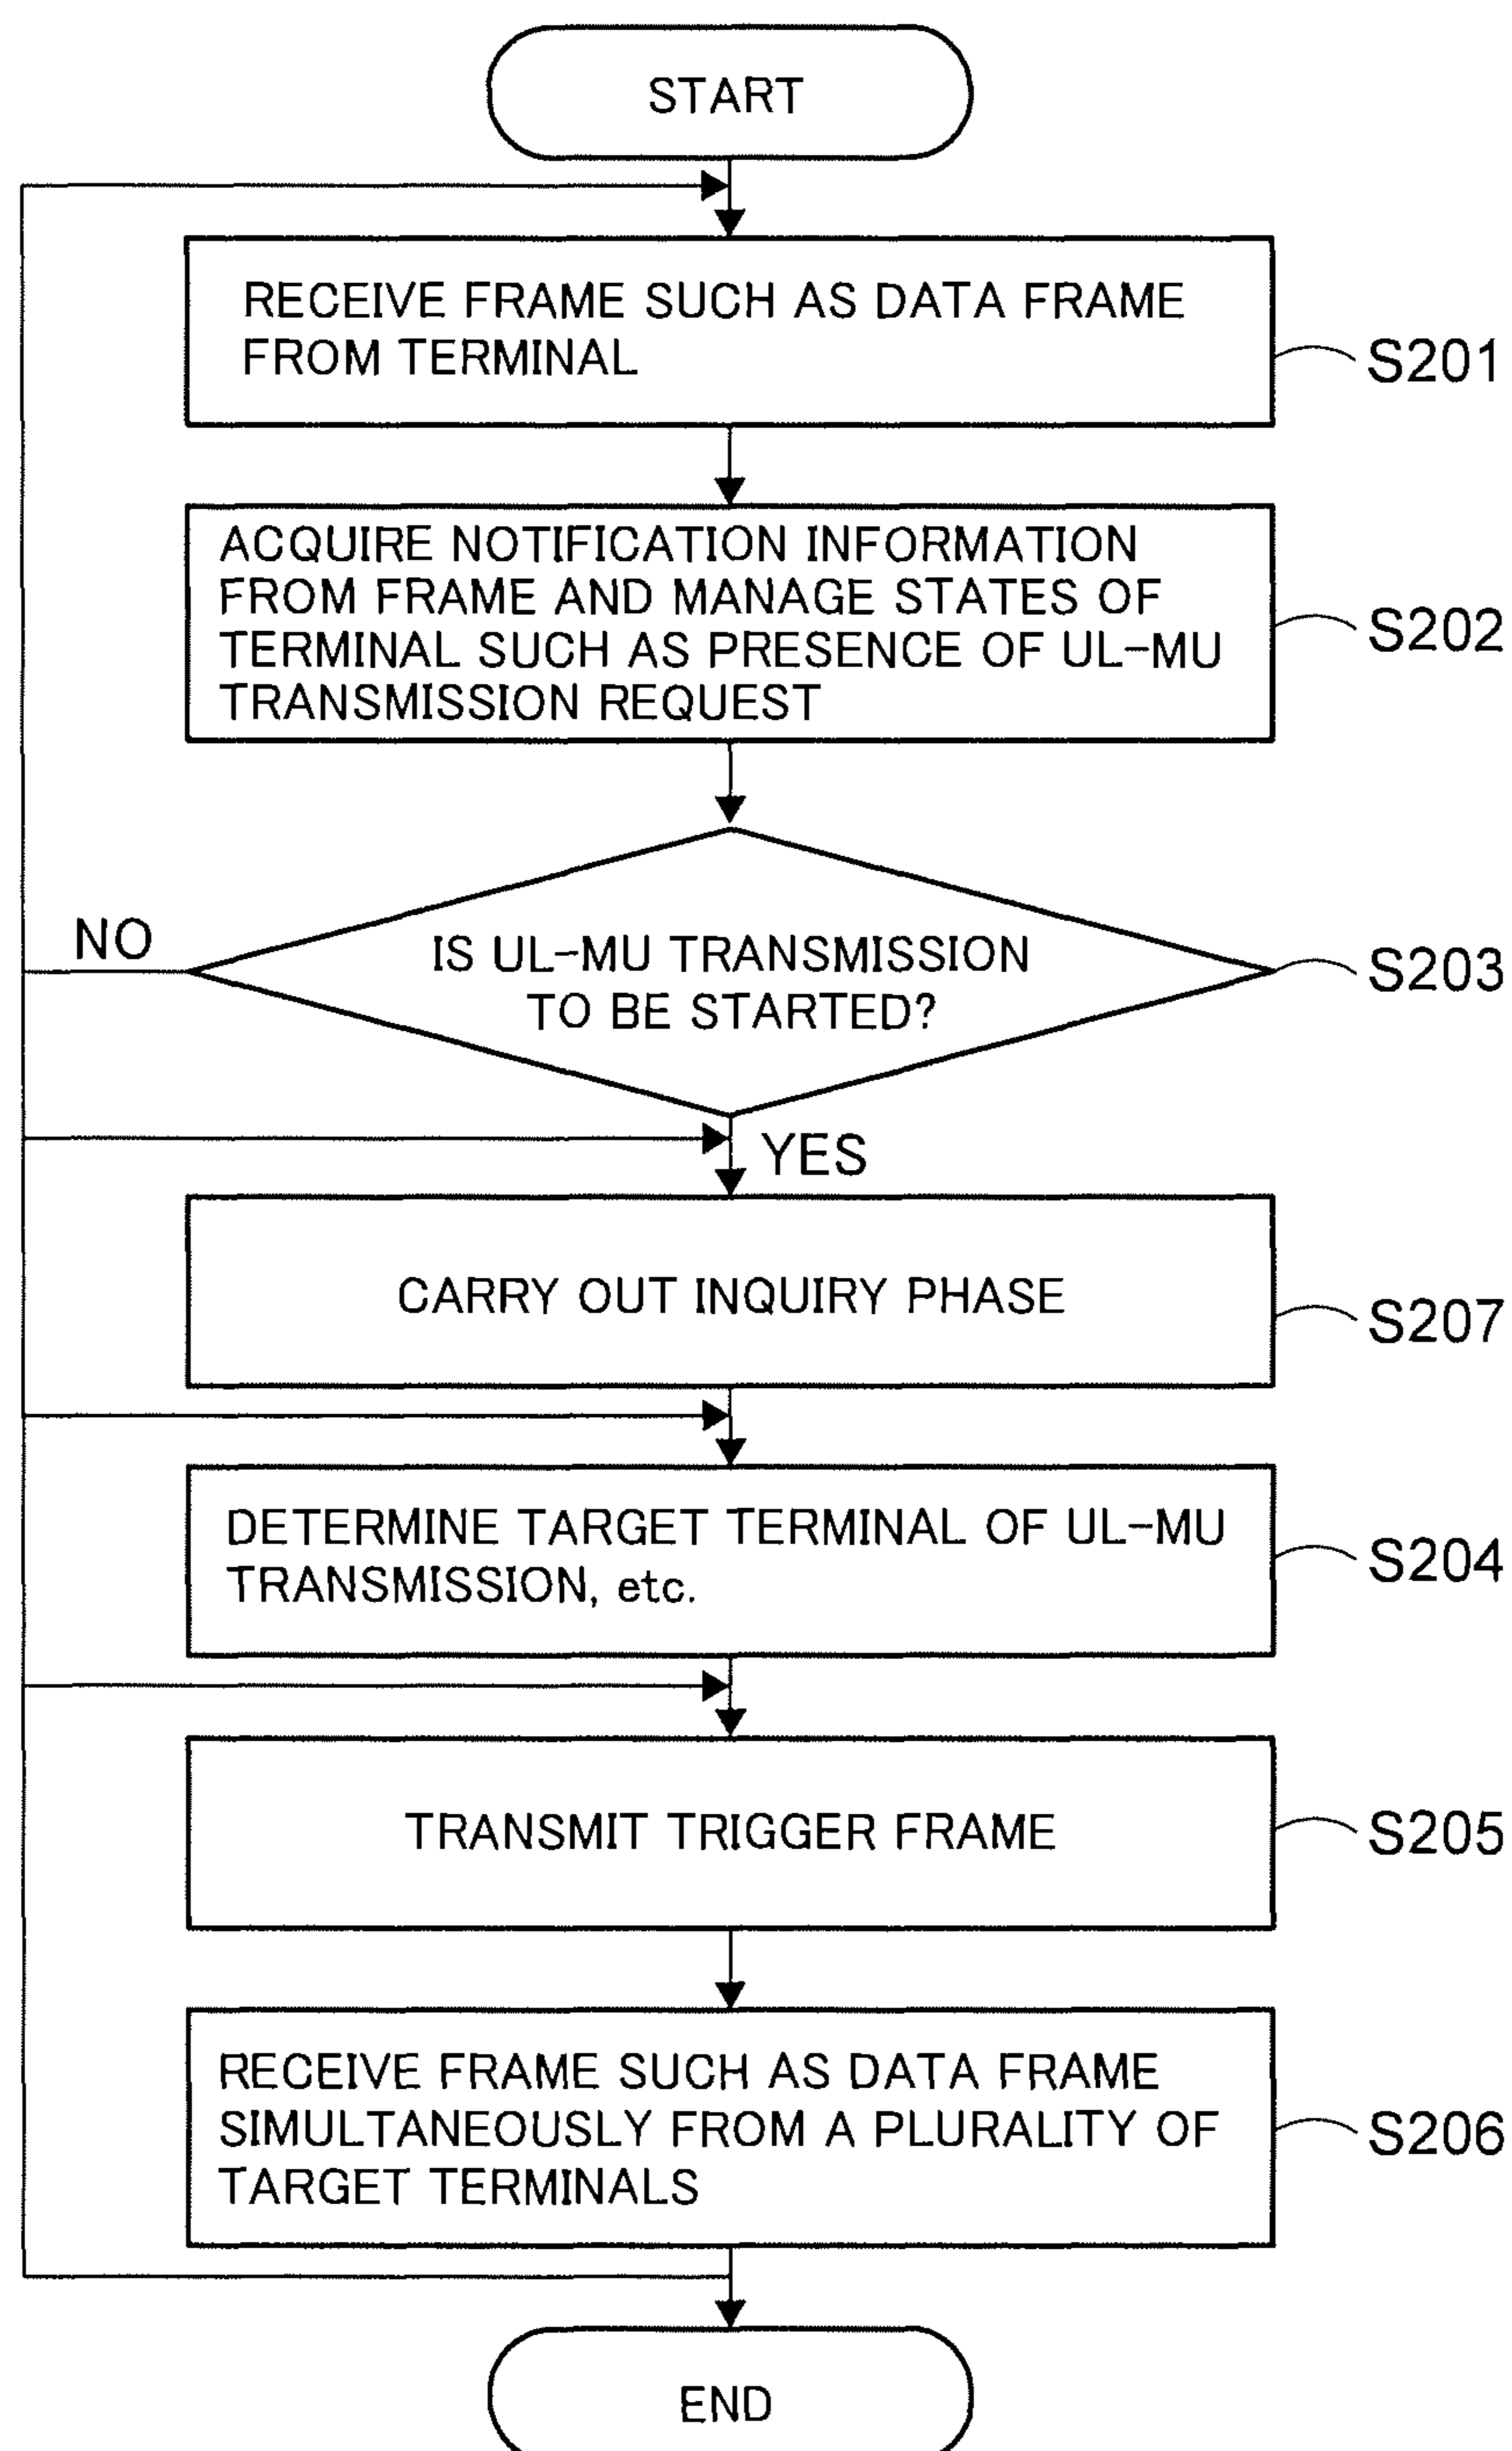 START
RECEIVE FRAME SUCH AS DATA FRAME
FROM TERMINAL
S201
ACQUIRE NOTIFICATION INFORMATION
FROM FRAME AND MANAGE STATES OF
TERMINAL SUCH AS PRESENCE OF UL-MU
TRANSMISSION REQUEST
S202
NO
IS UL-MU TRANSMISSION
TO BE STARTED?
S203
YES
CARRY OUT INQUIRY PHASE
S207
DETERMINE TARGET TERMINAL OF UL-MU
TRANSMISSION, etc.
S204
TRANSMIT TRIGGER FRAME
S205
RECEIVE FRAME SUCH AS DATA FRAME
SIMULTANEOUSLY FROM A PLURALITY OF
TARGET TERMINALS
S206
END